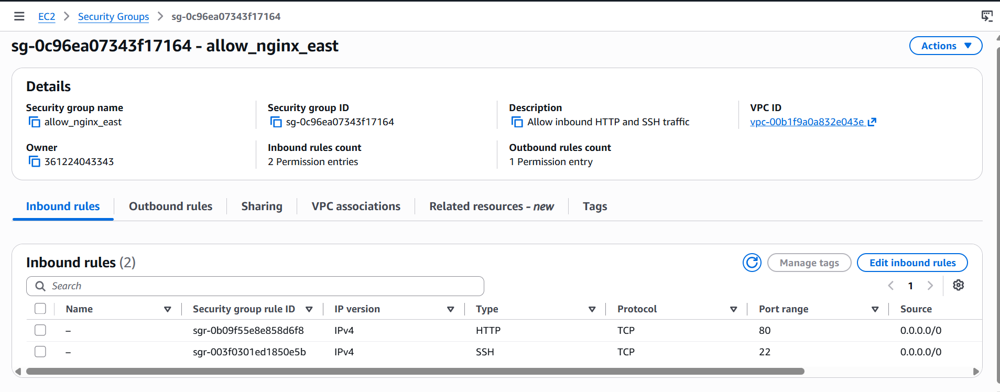 EC2 > Security Groups > sg-0c96ea07343f17164
sg-0c96ea07343f17164 - allow_nginx_east
Actions
Details
Security group name Security group ID Description VPC ID
allow_nginx_east sg-0c96ea07343f17164 Allow inbound HTTP and SSH traffic vpc-00b1f9a0a832e043e
Owner Inbound rules count Outbound rules count
361224043343 2 Permission entries 1 Permission entry
Inbound rules Outbound rules Sharing VPC associations Related resources - new Tags
Inbound rules (2) Manage tags Edit inbound rules
Search
1
Name Security group rule ID IP version Type Protocol Port range Source
– sgr-0b09f55e8e858d6f8 IPv4 HTTP TCP 80 0.0.0.0/0
– sgr-003f0301ed1850e5b IPv4 SSH TCP 22 0.0.0.0/0